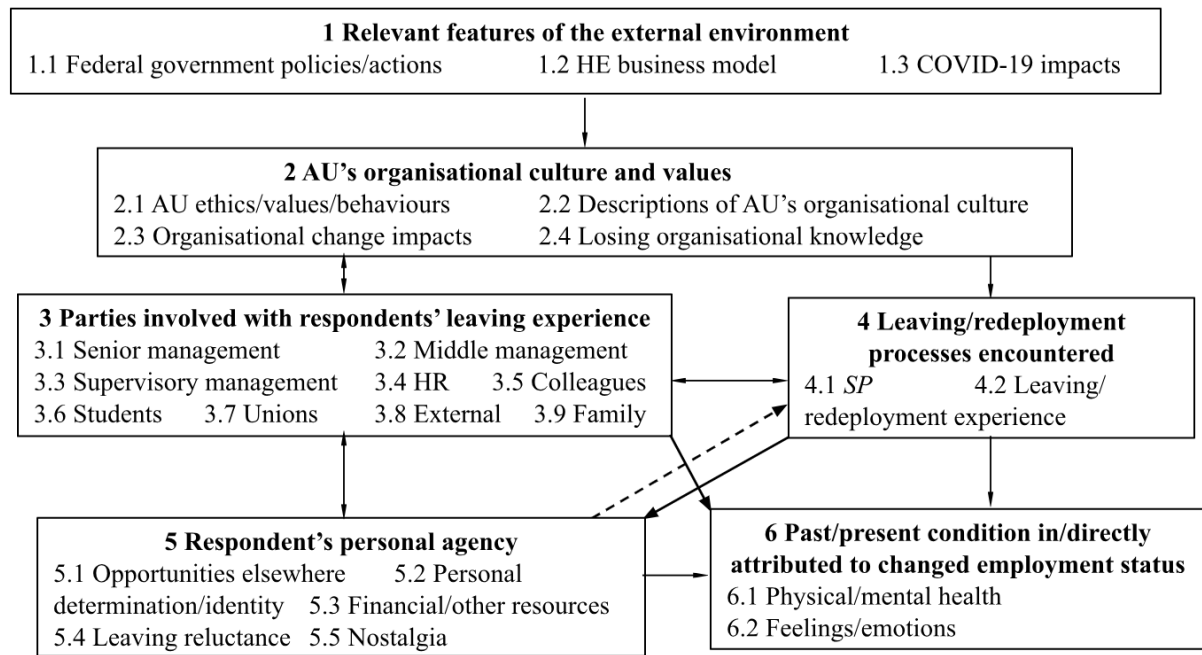 1 Relevant features of the external environment
1.1 Federal government policies/actions 1.2 HE business model 1.3 COVID-19 impacts
2 AU’s organisational culture and values
2.1 AU ethics/values/behaviours 2.2 Descriptions of AU’s organisational culture
2.3 Organisational change impacts 2.4 Losing organisational knowledge
3 Parties involved with respondents’ leaving experience
3.1 Senior management 3.2 Middle management
3.3 Supervisory management 3.4 HR 3.5 Colleagues
3.6 Students 3.7 Unions 3.8 External 3.9 Family
4 Leaving/redeployment
processes encountered
4.1 SP 4.2 Leaving/
redeployment experience
5 Respondent’s personal agency
5.1 Opportunities elsewhere 5.2 Personal
determination/identity 5.3 Financial/other resources
5.4 Leaving reluctance 5.5 Nostalgia
6 Past/present condition in/directly
attributed to changed employment status
6.1 Physical/mental health
6.2 Feelings/emotions